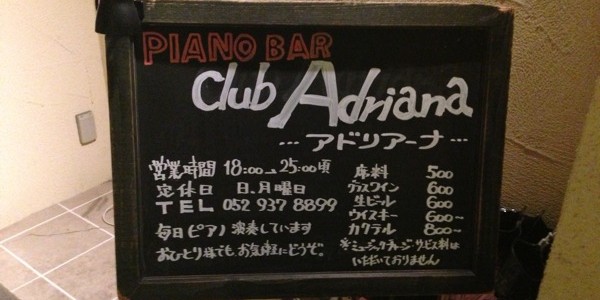 PIANO BAR
Club Adriana
… アドリアーナ …
営業時間 18:00→25:00頃
定休日 日、月曜日
TEL 052 937 8899
毎日ピアノ演奏しています
おひとり様でも、お気軽にどうぞ。
席料 500
グラスワイン 600
生ビール 600
ウイスキー 600~
カクテル 800~
※ミュージックチャージ・サービス料は
いただいておりません